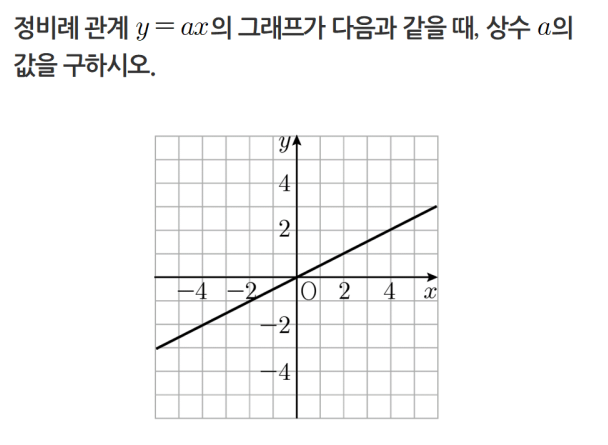 정비례 관계 y = ax의 그래프가 다음과 같을 때, 상수 a의
값을 구하시오.
y
4
2
−4 −2 O 2 4 x
−2
−4